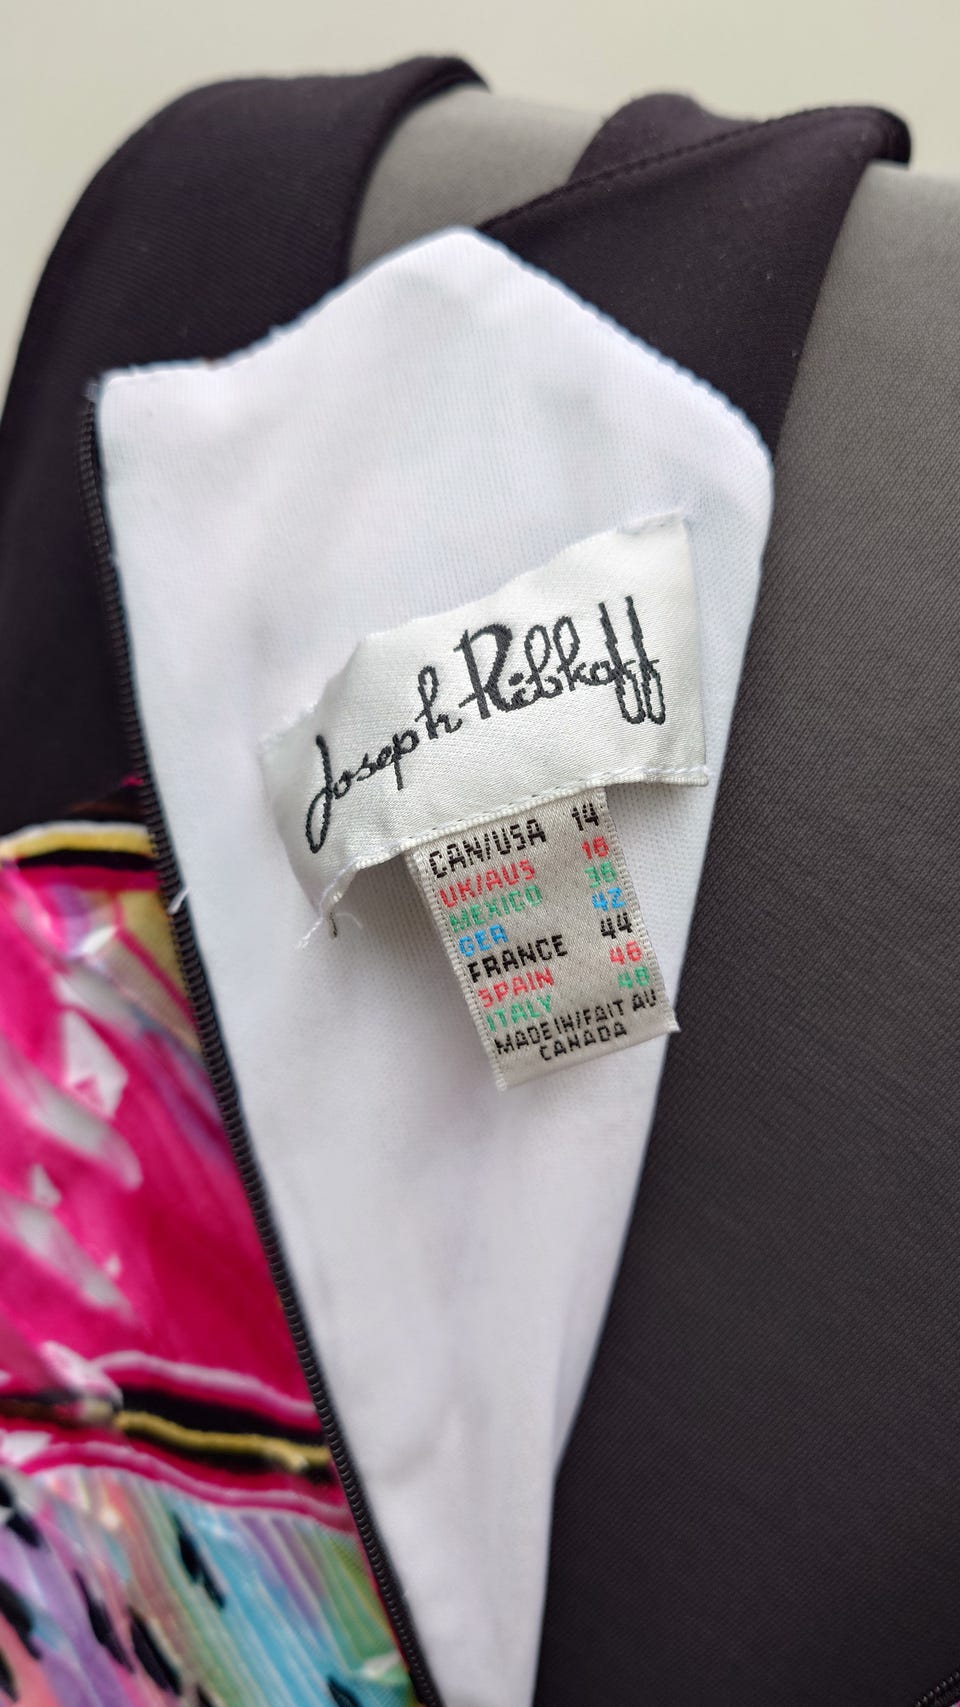 Joseph Ribkoff
CAN/USA 14
UK/AUS 16
MEXICO 36
GER 42
FRANCE 44
SPAIN 46
ITALY 48
MADE IN/FAIT AU
CANADA